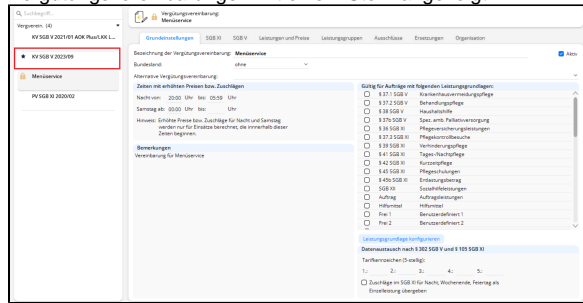 Suchbegriff...
Vergverein. (4)
KV SGB V 2021/01 AOK Plus/LKK L...
KV SGB V 2023/09
Menüservice
PV SGB XI 2020/02
Vergütungsvereinbarung:
Menüservice
Grundeinstellungen SGB XI SGB V Leistungen und Preise Leistungsgruppen Ausschlüsse Ersetzungen Organisation
Bezeichnung der Vergütungsvereinbarung: Menüservice Aktiv
Bundesland: ohne
Alternative Vergütungsvereinbarung:
Zeiten mit erhöhten Preisen bzw. Zuschlägen
Nacht von: 20:00 Uhr bis: 05:59 Uhr
Samstag ab: 00:00 Uhr bis: Uhr
Hinweis: Erhöhte Preise bzw. Zuschläge für Nacht und Samstag
werden nur für Einsätze berechnet, die innerhalb dieser
Zeiten beginnen.
Bemerkungen
Vereinbarung für Menüservice
Gültig für Aufträge mit folgenden Leistungsgrundlagen:
§ 37.1 SGB V Krankenhausvermeidungspflege
§ 37.2 SGB V Behandlungspflege
§ 38 SGB V Haushaltshilfe
§ 37b SGB V Spez. amb. Palliativversorgung
§ 36 SGB XI Pflegeversicherungsleistungen
§ 37.3 SGB XI Pflegekontrollbesuche
§ 39 SGB XI Verhinderungspflege
§ 41 SGB XI Tages-/Nachtpflege
§ 42 SGB XI Kurzzeitpflege
§ 45 SGB XI Pflegeschulungen
§ 45b SGB XI Entlastungsbetrag
SGB XII Sozialhilfeleistungen
Auftrag Auftragsleistungen
Hilfsmittel Hilfsmittel
Frei 1 Benutzerdefiniert 1
Frei 2 Benutzerdefiniert 2
Leistungsgrundlage konfigurieren
Datenaustausch nach § 302 SGB V und § 105 SGB XI
Tarifkennzeichen (5-stellig):
1.: 2.: 3.: 4.: 5.:
Zuschläge im SGB XI für Nacht, Wochenende, Feiertag als
Einzelleistung übergeben